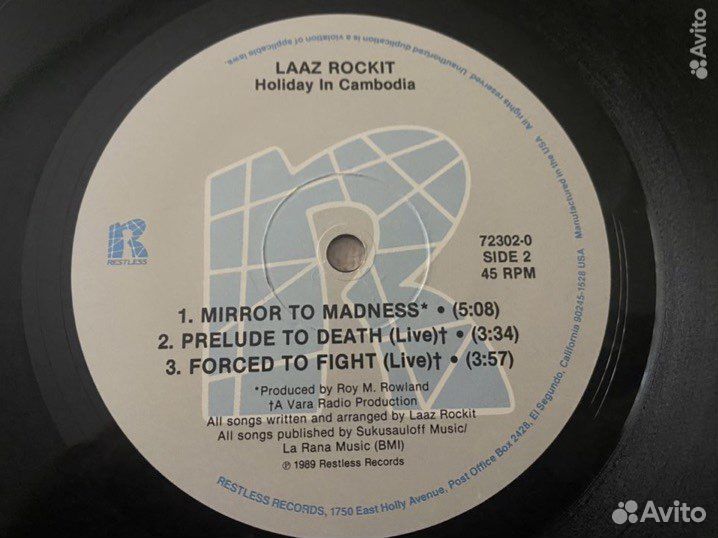 Avito
All rights reserved. Unauthorized duplication is a violation of applicable laws.
LAAZ ROCKIT
Holiday In Cambodia
R
RESTLESS
72302-0
SIDE 2
45 RPM
1. MIRROR TO MADNESS* • (5:08)
2. PRELUDE TO DEATH (Live)† • (3:34)
3. FORCED TO FIGHT (Live)† • (3:57)
*Produced by Roy M. Rowland
†A Vara Radio Production
All songs written and arranged by Laaz Rockit
All songs published by Sukusauloff Music/
La Rana Music (BMI)
℗ 1989 Restless Records
RESTLESS RECORDS, 1750 East Holly Avenue, Post Office Box 2428, El Segundo, California 90245-1528 USA Manufactured in the USA
Avito